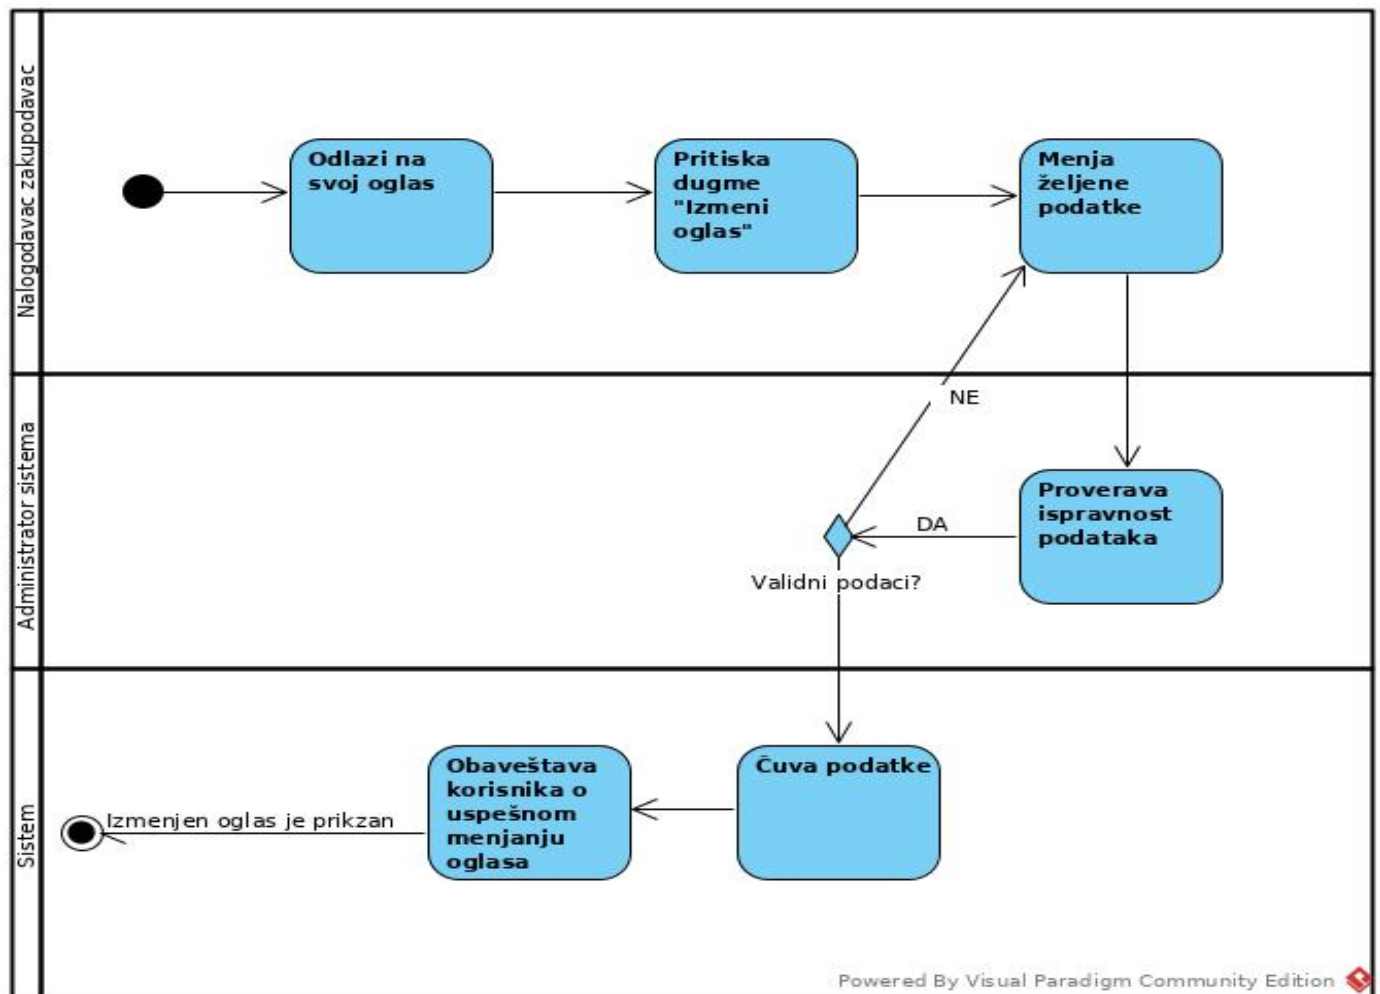 Nalogodavac zakupodavac
Odlazi na
svoj oglas
Pritiska
dugme
"Izmeni
oglas"
Menja
željene
podatke
Administrator sistema
NE
DA
Validni podaci?
Proverava
ispravnost
podataka
Sistem
Izmenjen oglas je prikzan
Obaveštava
korisnika o
uspešnom
menjanju
oglasa
Čuva podatke
Powered By Visual Paradigm Community Edition